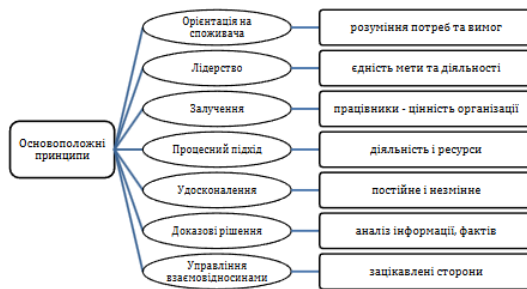 Основоположні
принципи
Орієнтація на
споживача
розуміння потреб та вимог
Лідерство
єдність мети та діяльності
Залучення
працівники - цінність організації
Процесний підхід
діяльність і ресурси
Удосконалення
постійне і незмінне
Доказові рішення
аналіз інформації, фактів
Управління
взаємовідносинами
зацікавлені сторони